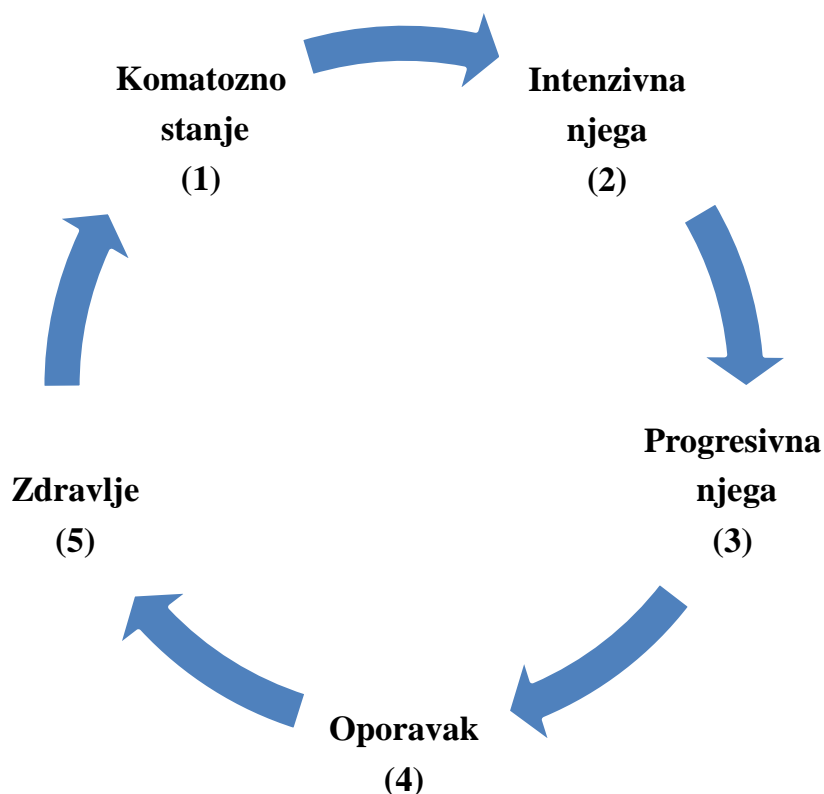 Komatozno
stanje
(1)
Intenzivna
njega
(2)
Progresivna
njega
(3)
Oporavak
(4)
Zdravlje
(5)